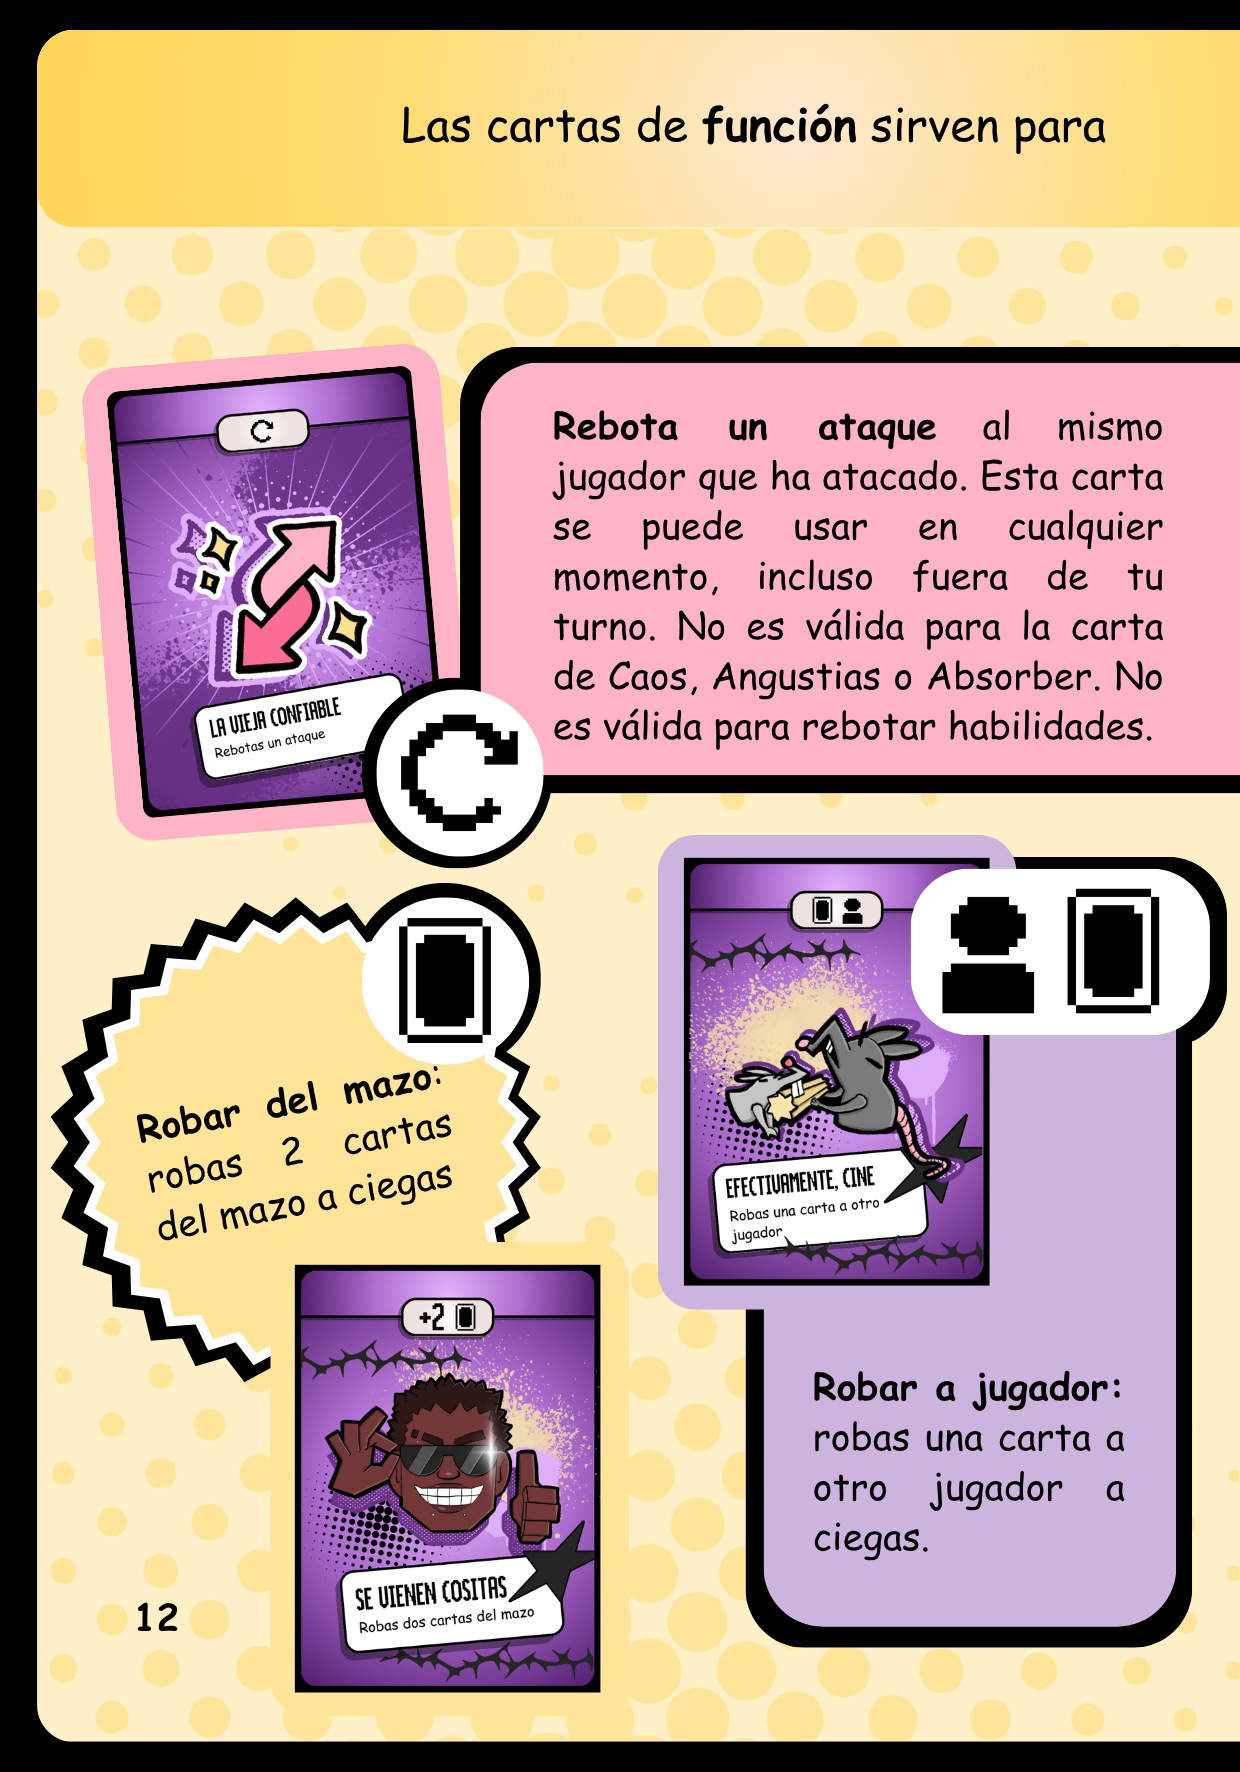 Las cartas de función sirven para
Rebota un ataque al mismo
jugador que ha atacado. Esta carta
se puede usar en cualquier
momento, incluso fuera de tu
turno. No es válida para la carta
de Caos, Angustias o Absorber. No
es válida para rebotar habilidades.
LA VIEJA CONFIABLE
Rebotas un ataque
Robar del mazo:
robas 2 cartas
del mazo a ciegas
EFECTIVAMENTE, CINE
Robas una carta a otro
jugador
+2
SE VIENEN COSITAS
Robas dos cartas del mazo
Robar a jugador:
robas una carta a
otro jugador a
ciegas.
12